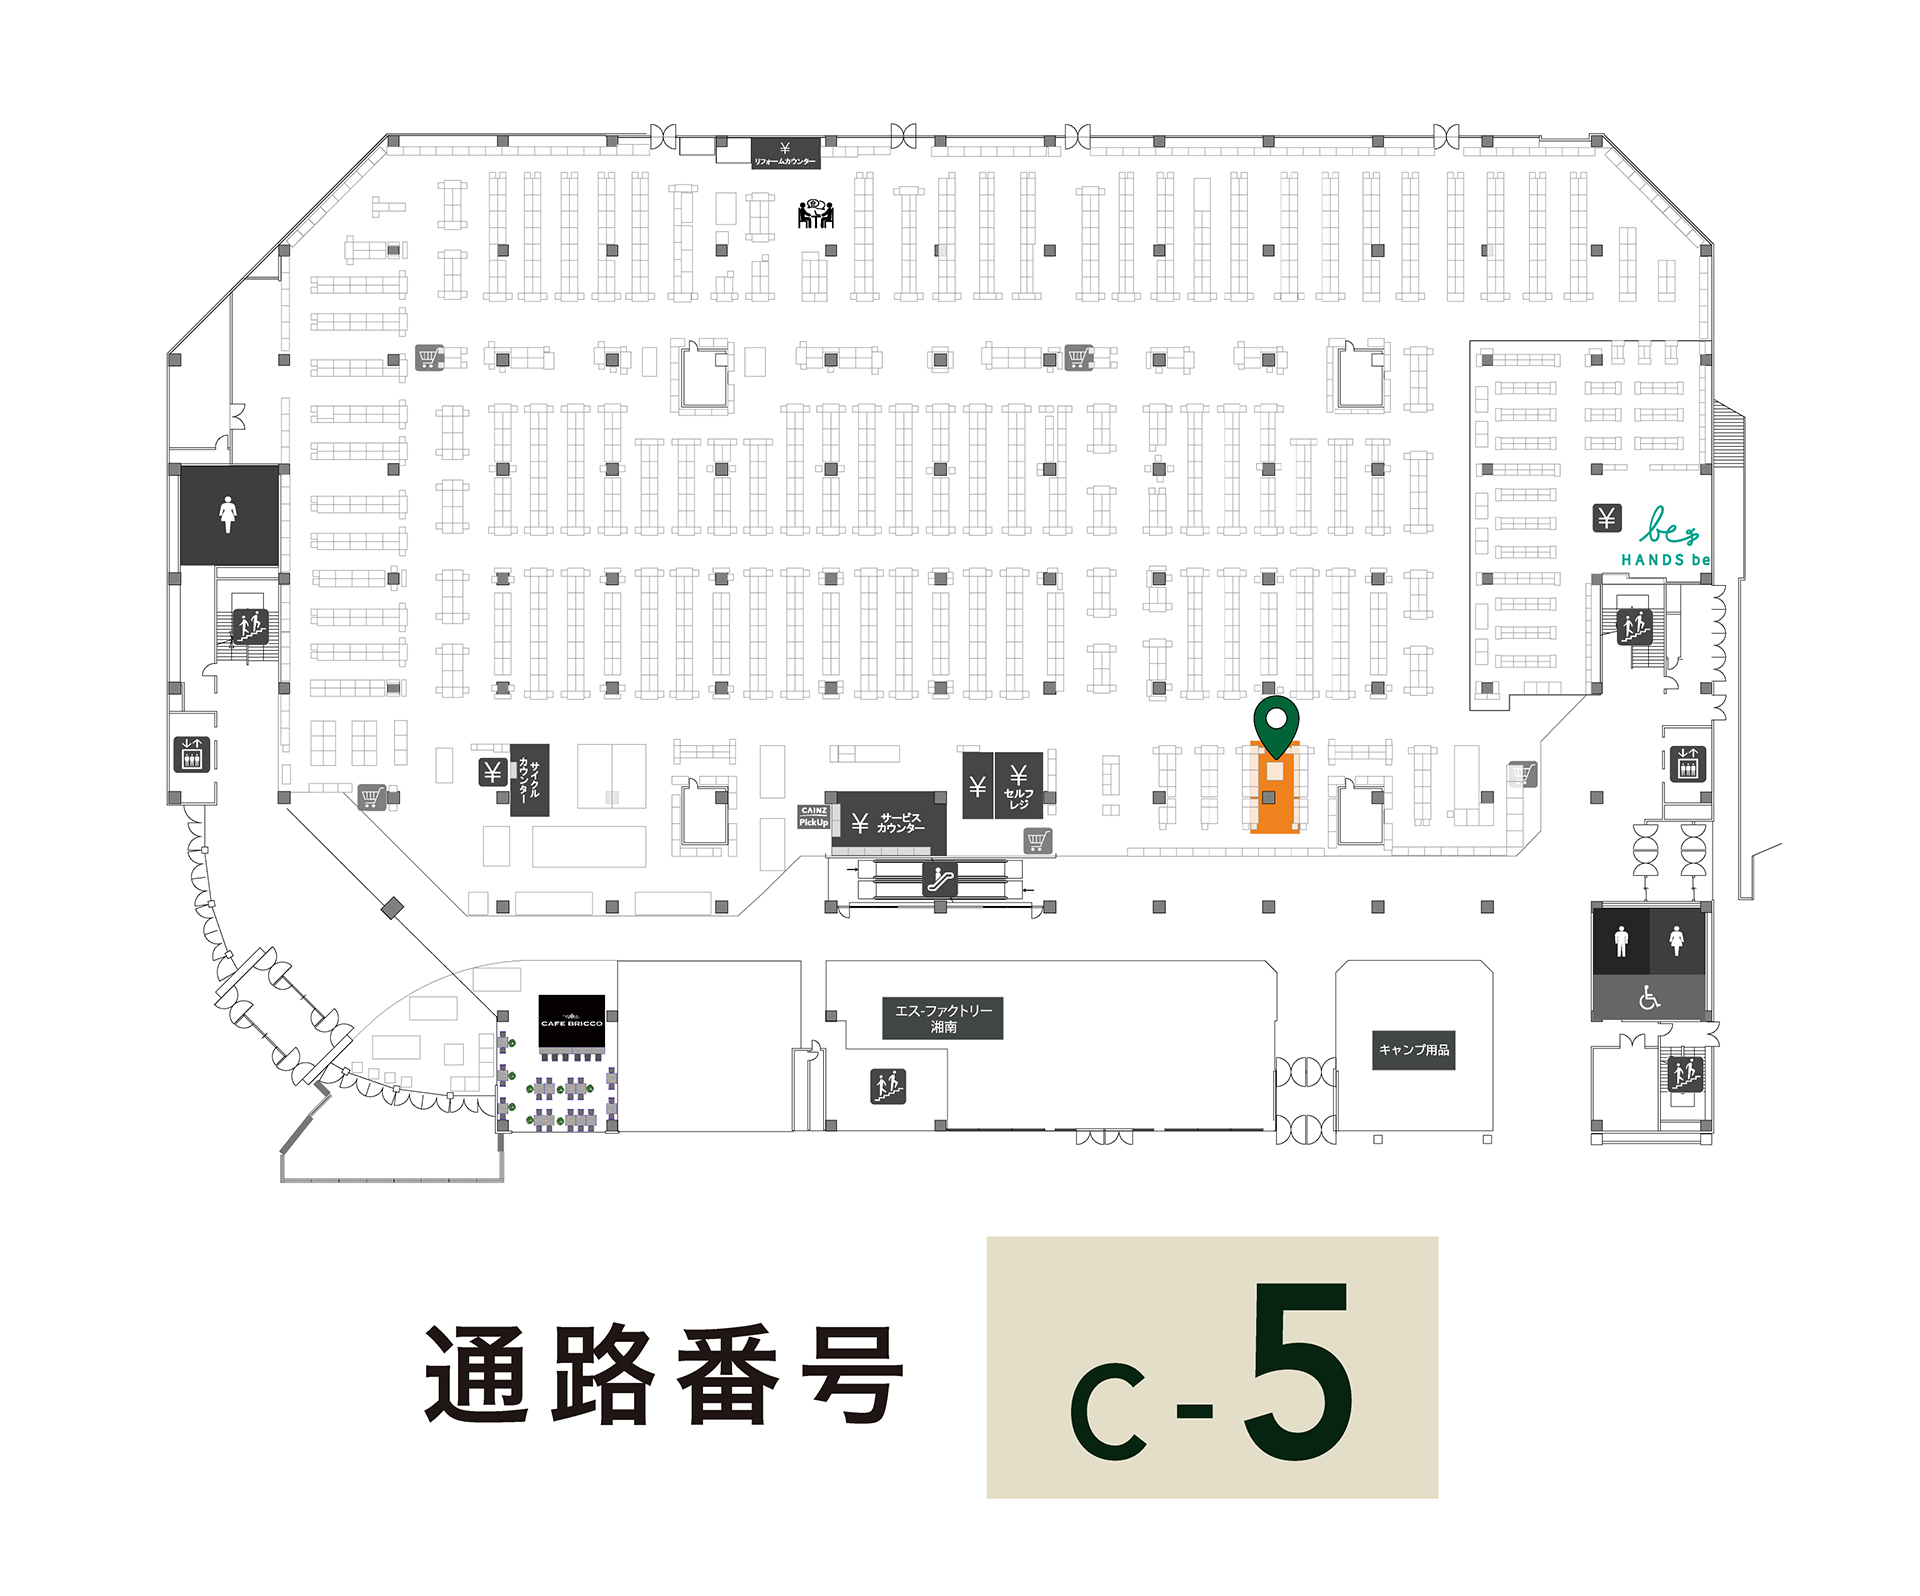 ¥
リフォームカウンター
¥
be
HANDS be
¥
サイクル
カウンター
¥
¥
セルフ
レジ
CAINZ
PickUp
¥
サービス
カウンター
CAFE BRICCO
エス-ファクトリー
湘南
キャンプ用品
通路番号
C-5